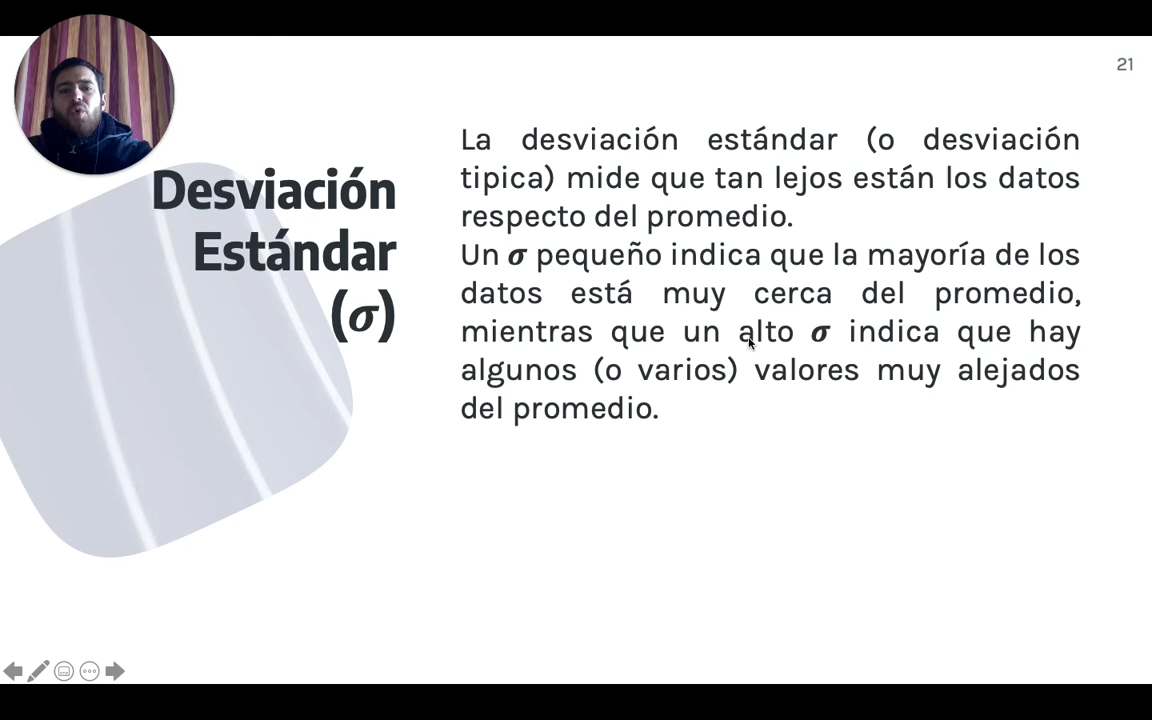 21
Desviación
Estándar
(σ)
La desviación estándar (o desviación
tipica) mide que tan lejos están los datos
respecto del promedio.
Un σ pequeño indica que la mayoría de los
datos está muy cerca del promedio,
mientras que un alto σ indica que hay
algunos (o varios) valores muy alejados
del promedio.